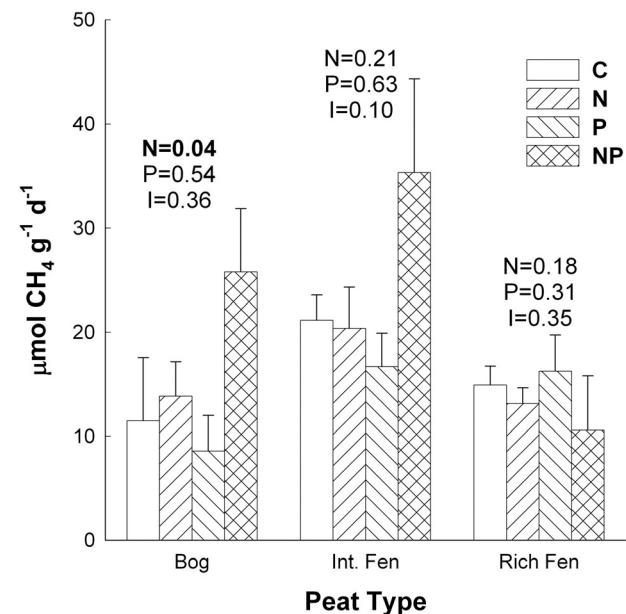 50
40
30
20
10
0
µmol CH₄ g⁻¹ d⁻¹
N=0.04
P=0.54
I=0.36
N=0.21
P=0.63
I=0.10
N=0.18
P=0.31
I=0.35
C
N
P
NP
Bog
Int. Fen
Rich Fen
Peat Type